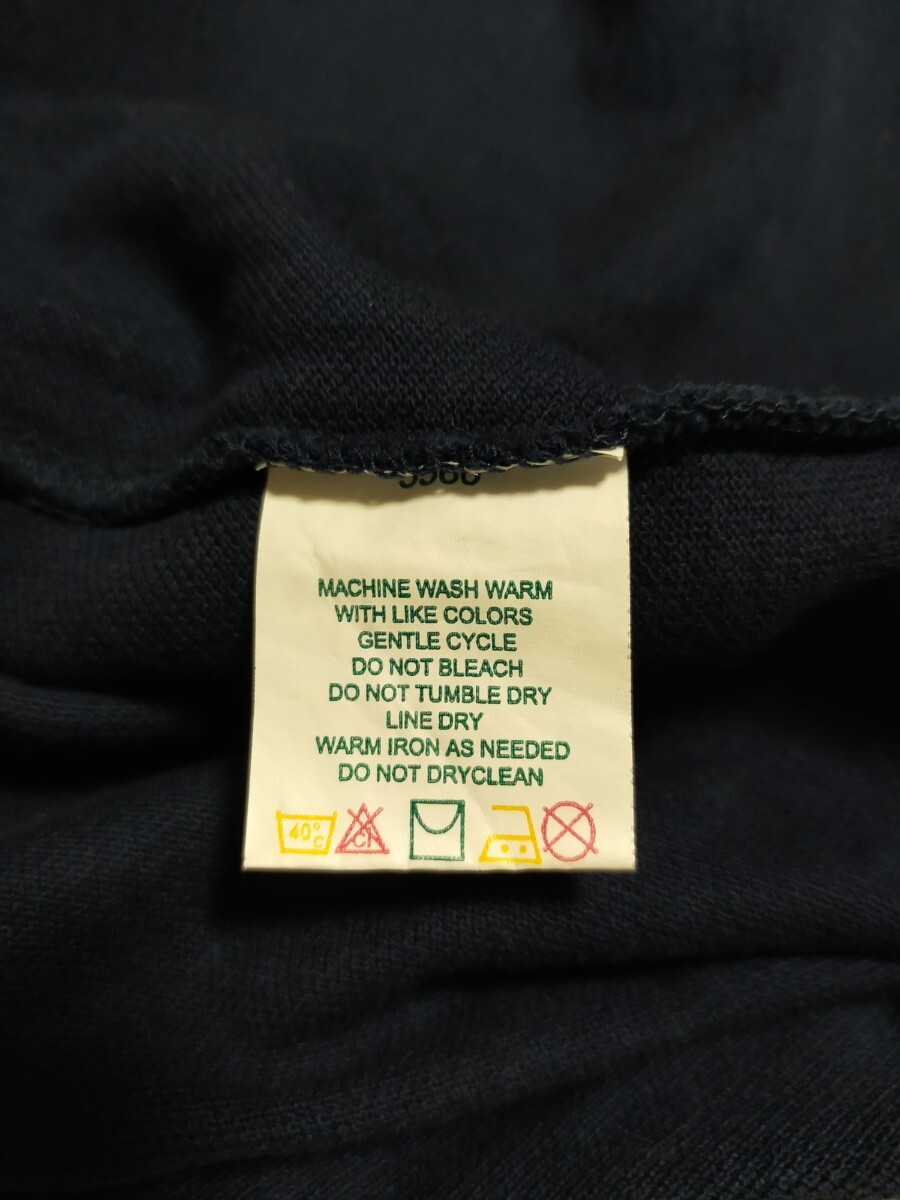 MACHINE WASH WARM
WITH LIKE COLORS
GENTLE CYCLE
DO NOT BLEACH
DO NOT TUMBLE DRY
LINE DRY
WARM IRON AS NEEDED
DO NOT DRYCLEAN
40°C Cl